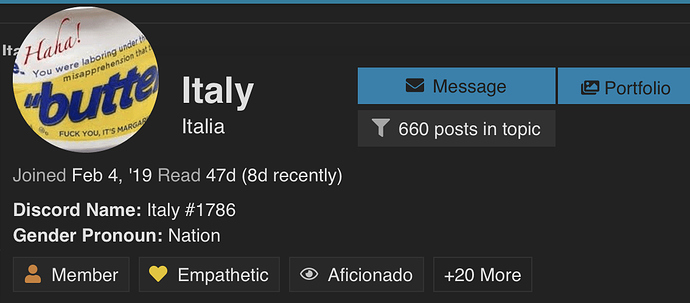 Haha!
You were laboring under th
misapprehension that t
"butte
FUCK YOU, IT'S MARGAR
Ita
Italy
Italia
Message
Portfolio
660 posts in topic
Joined Feb 4, '19 Read 47d (8d recently)
Discord Name: Italy #1786
Gender Pronoun: Nation
Member
Empathetic
Aficionado
+20 More